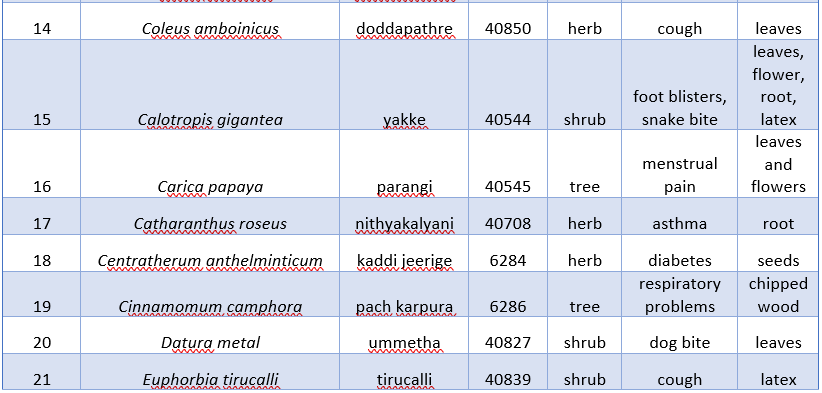 14 Coleus amboinicus doddapathre 40850 herb cough leaves
15 Calotropis gigantea yakke 40544 shrub foot blisters, snake bite leaves, flower, root, latex
16 Carica papaya parangi 40545 tree menstrual pain leaves and flowers
17 Catharanthus roseus nithyakalyani 40708 herb asthma root
18 Centratherum anthelminticum kaddi jeerige 6284 herb diabetes seeds
19 Cinnamomum camphora pach karpura 6286 tree respiratory problems chipped wood
20 Datura metal ummetha 40827 shrub dog bite leaves
21 Euphorbia tirucalli tirucalli 40839 shrub cough latex